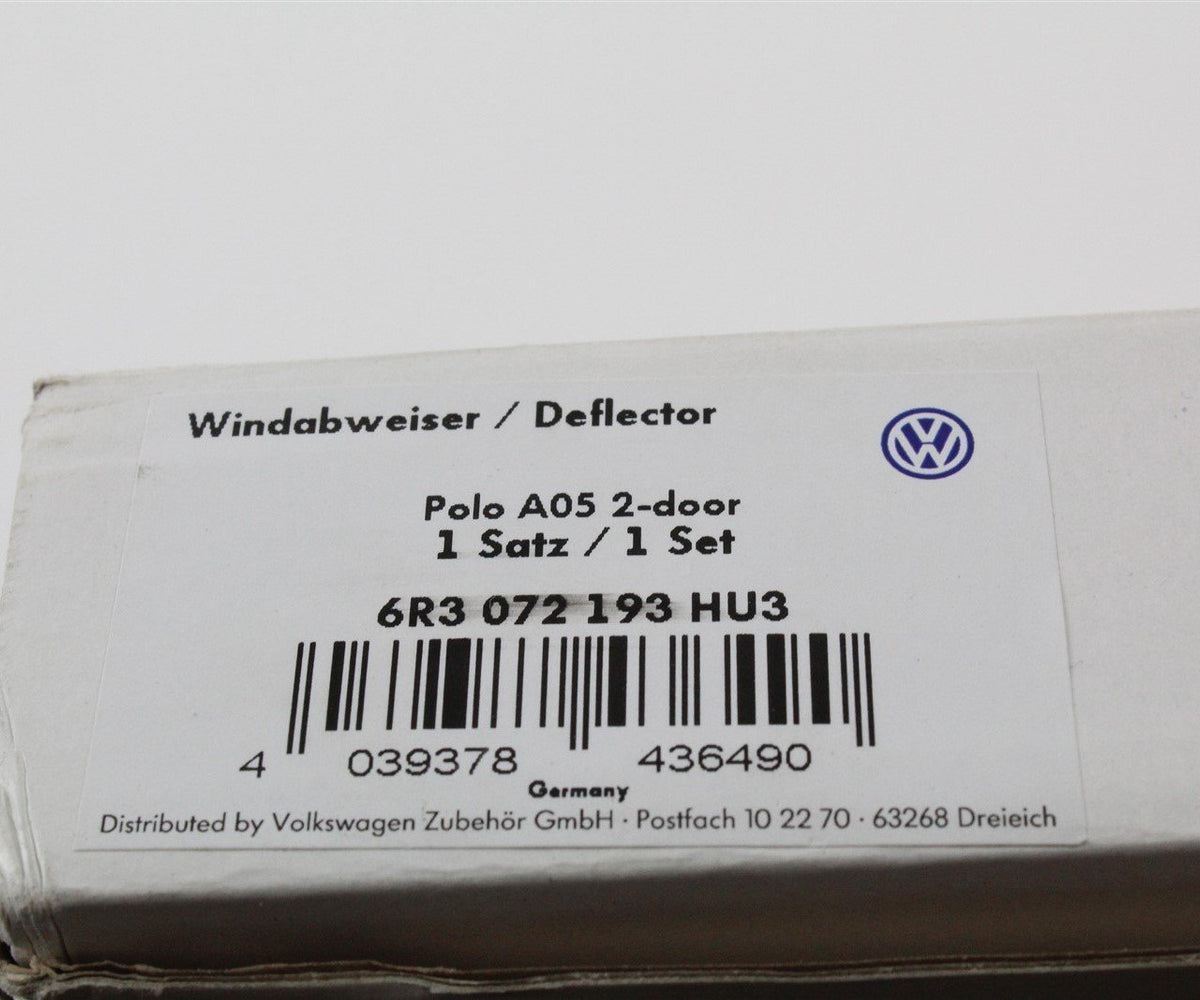 Windabweiser / Deflector
Polo A05 2-door
1 Satz / 1 Set
6R3 072 193 HU3
4 039378 436490
Germany
Distributed by Volkswagen Zubehör GmbH · Postfach 10 22 70 · 63268 Dreieich